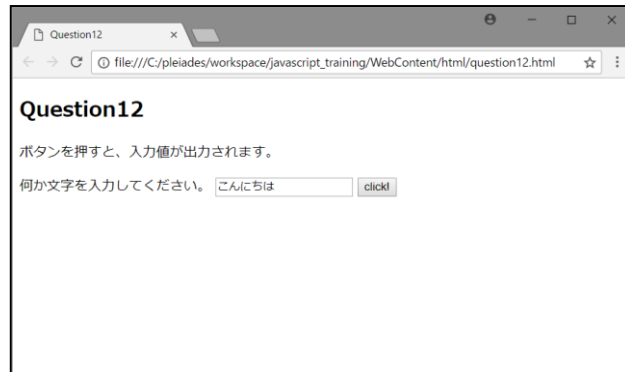 Question12
file:///C:/pleiades/workspace/javascript_training/WebContent/html/question12.html
Question12
ボタンを押すと、入力値が出力されます。
何か文字を入力してください。 こんにちは click!